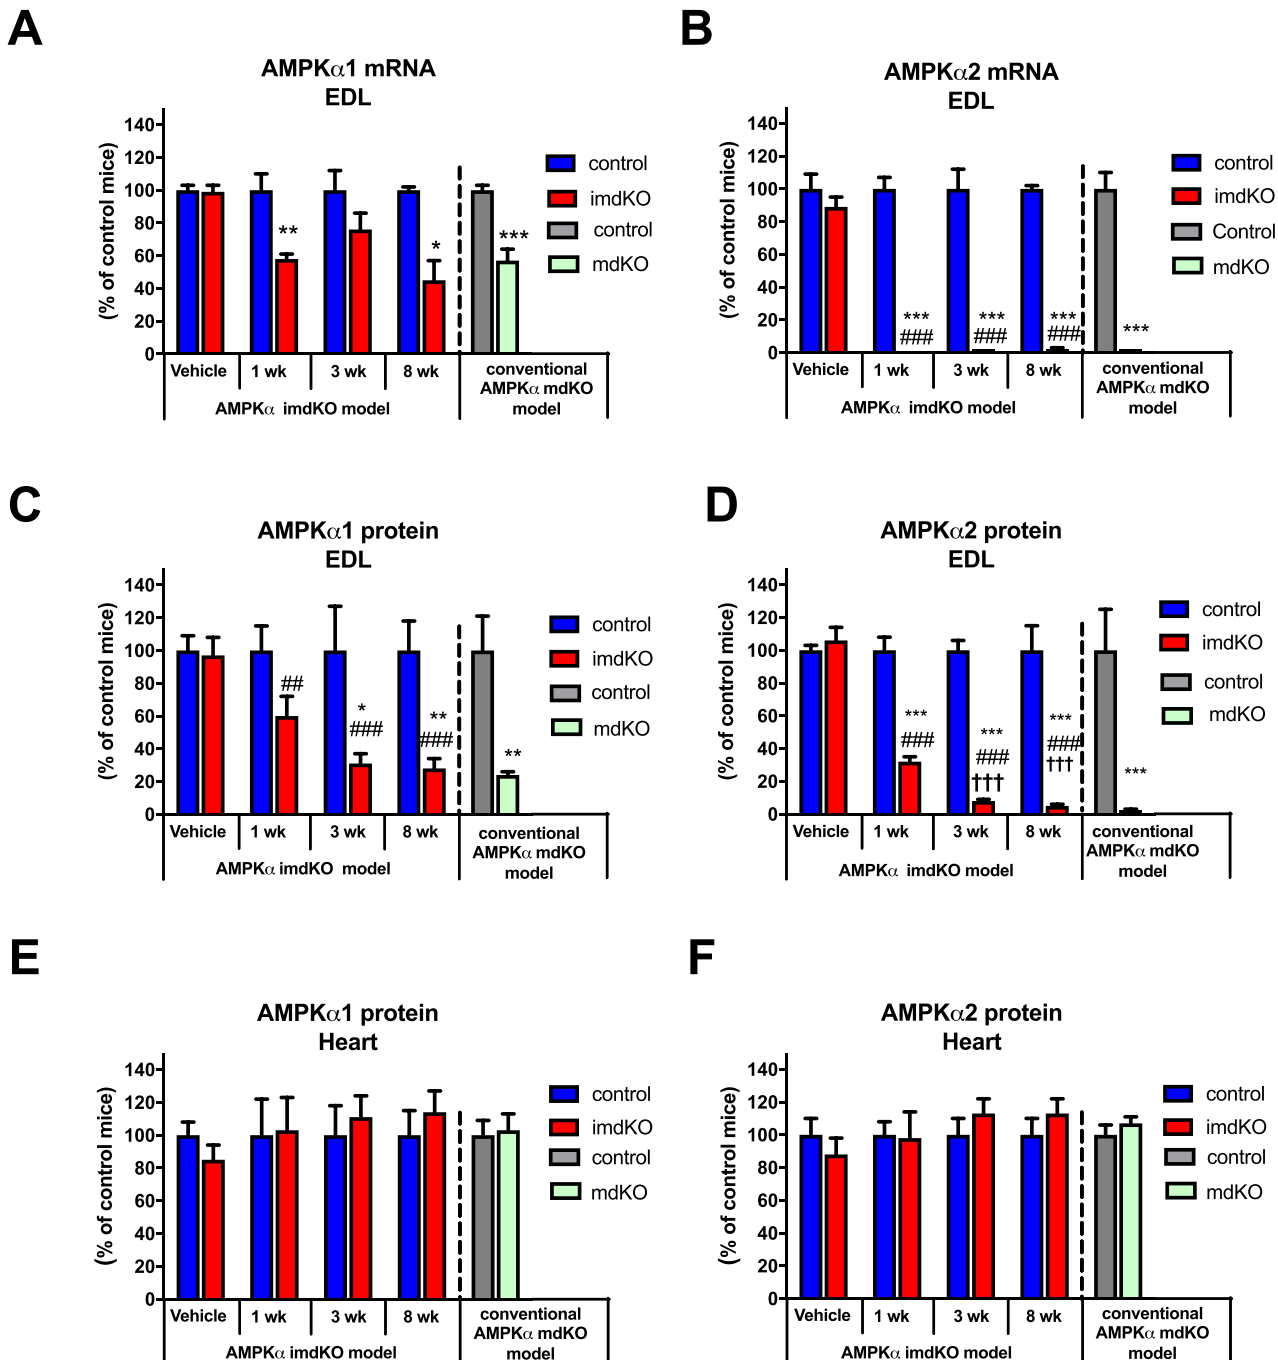 A
AMPKα1 mRNA
EDL
(% of control mice)
140
120
100
80
60
40
20
0
**
*
***
control
imdKO
control
mdKO
Vehicle
1 wk
3 wk
8 wk
conventional
AMPKα mdKO
model
AMPKα imdKO model
B
AMPKα2 mRNA
EDL
(% of control mice)
140
120
100
80
60
40
20
0
***
###
***
###
***
###
***
control
imdKO
Control
mdKO
Vehicle
1 wk
3 wk
8 wk
conventional
AMPKα mdKO
model
AMPKα imdKO model
C
AMPKα1 protein
EDL
(% of control mice)
140
120
100
80
60
40
20
0
##
*
###
**
###
**
control
imdKO
control
mdKO
Vehicle
1 wk
3 wk
8 wk
conventional
AMPKα mdKO
model
AMPKα imdKO model
D
AMPKα2 protein
EDL
(% of control mice)
140
120
100
80
60
40
20
0
***
###
***
###
†††
***
###
†††
***
control
imdKO
control
mdKO
Vehicle
1 wk
3 wk
8 wk
conventional
AMPKα mdKO
model
AMPKα imdKO model
E
AMPKα1 protein
Heart
(% of control mice)
140
120
100
80
60
40
20
0
control
imdKO
control
mdKO
Vehicle
1 wk
3 wk
8 wk
conventional
AMPKα mdKO
model
AMPKα imdKO model
F
AMPKα2 protein
Heart
(% of control mice)
140
120
100
80
60
40
20
0
control
imdKO
control
mdKO
Vehicle
1 wk
3 wk
8 wk
conventional
AMPKα mdKO
model
AMPKα imdKO model